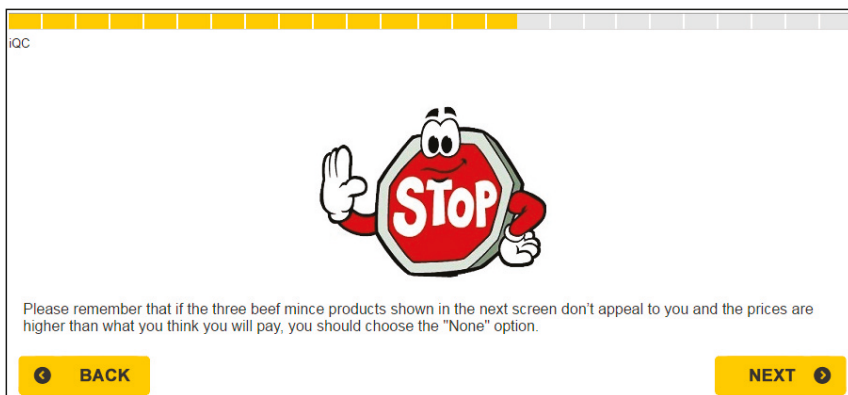 iQC
STOP
Please remember that if the three beef mince products shown in the next screen don't appeal to you and the prices are
higher than what you think you will pay, you should choose the "None" option.
BACK
NEXT